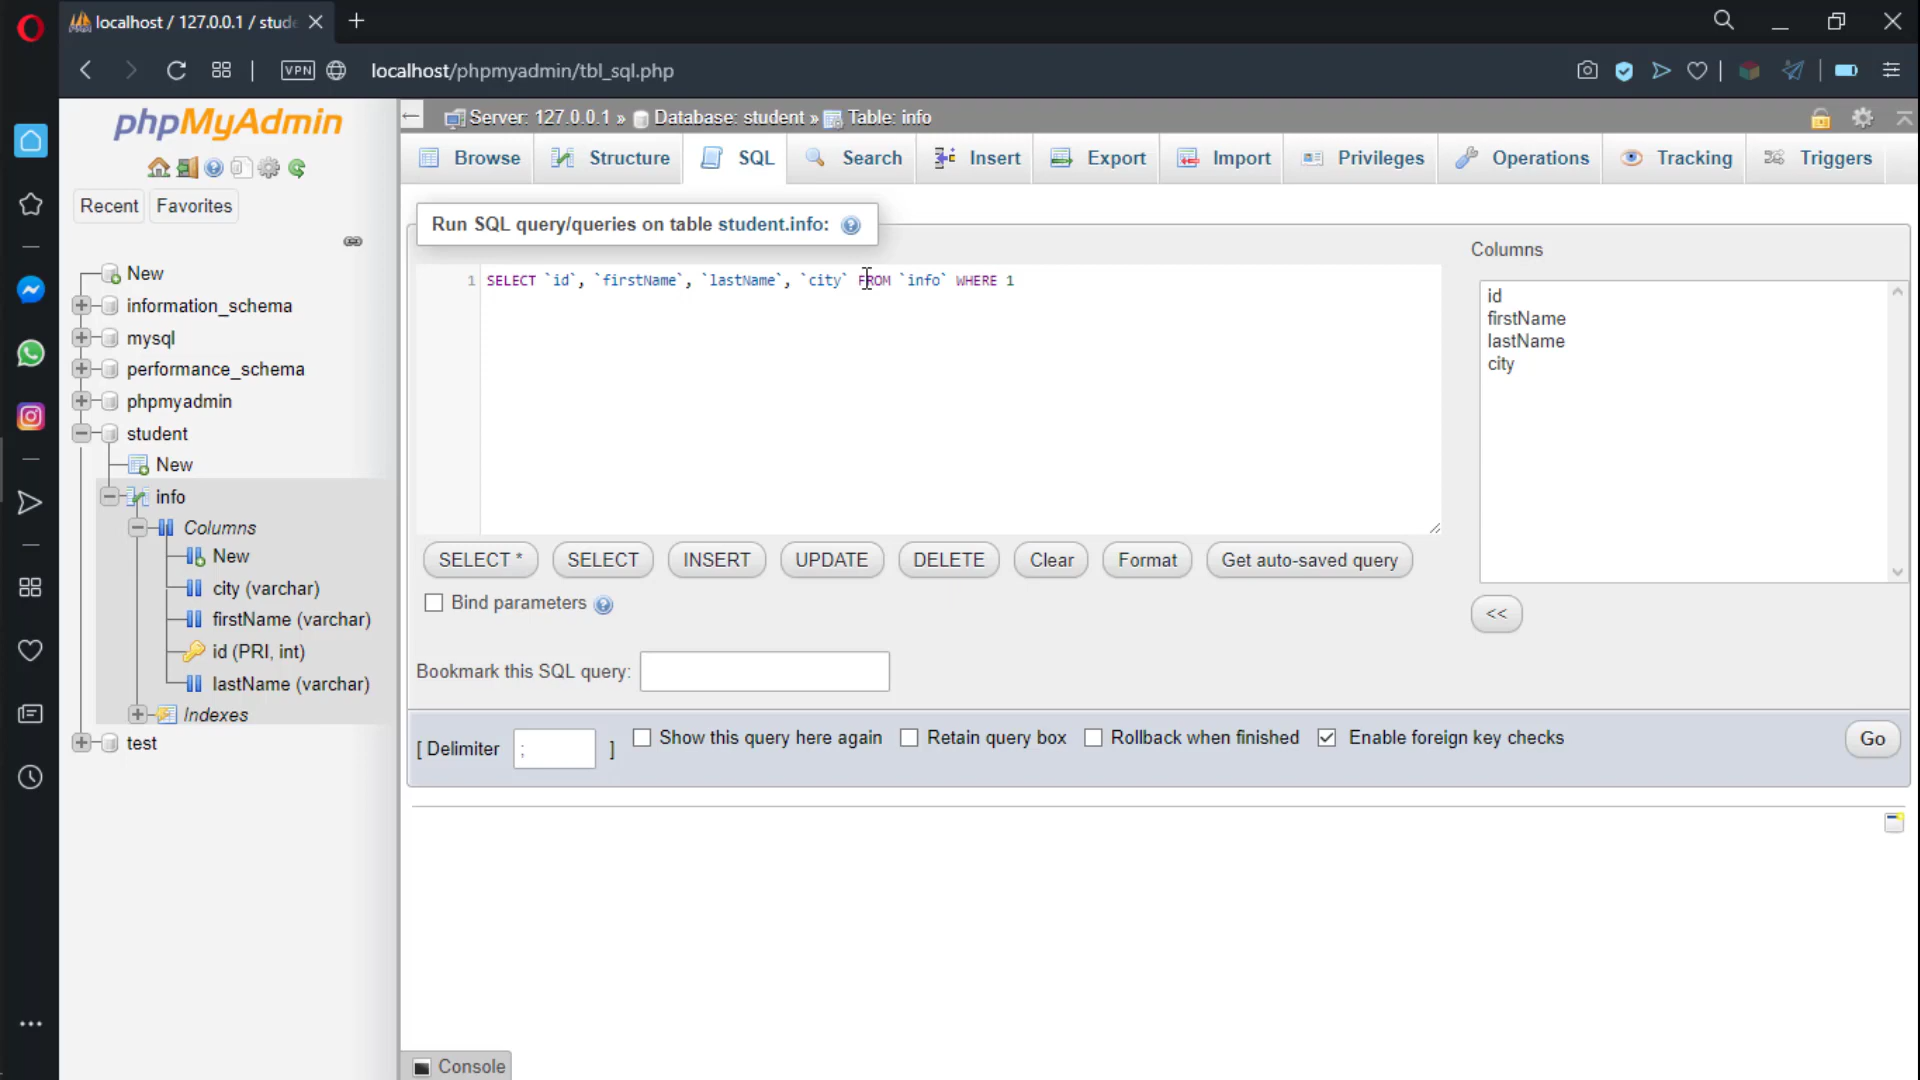 localhost / 127.0.0.1 / stud
VPN
localhost/phpmyadmin/tbl_sql.php
phpMyAdmin
Recent
Favorites
New
information_schema
mysql
performance_schema
phpmyadmin
student
New
info
Columns
New
city (varchar)
firstName (varchar)
id (PRI, int)
lastName (varchar)
Indexes
test
Server: 127.0.0.1 » Database: student » Table: info
Browse
Structure
SQL
Search
Insert
Export
Import
Privileges
Operations
Tracking
Triggers
Run SQL query/queries on table student.info:
1 SELECT `id`, `firstName`, `lastName`, `city` FROM `info` WHERE 1
Columns
id
firstName
lastName
city
<<
SELECT *
SELECT
INSERT
UPDATE
DELETE
Clear
Format
Get auto-saved query
Bind parameters
Bookmark this SQL query:
[ Delimiter ; ]
Show this query here again
Retain query box
Rollback when finished
Enable foreign key checks
Go
Console